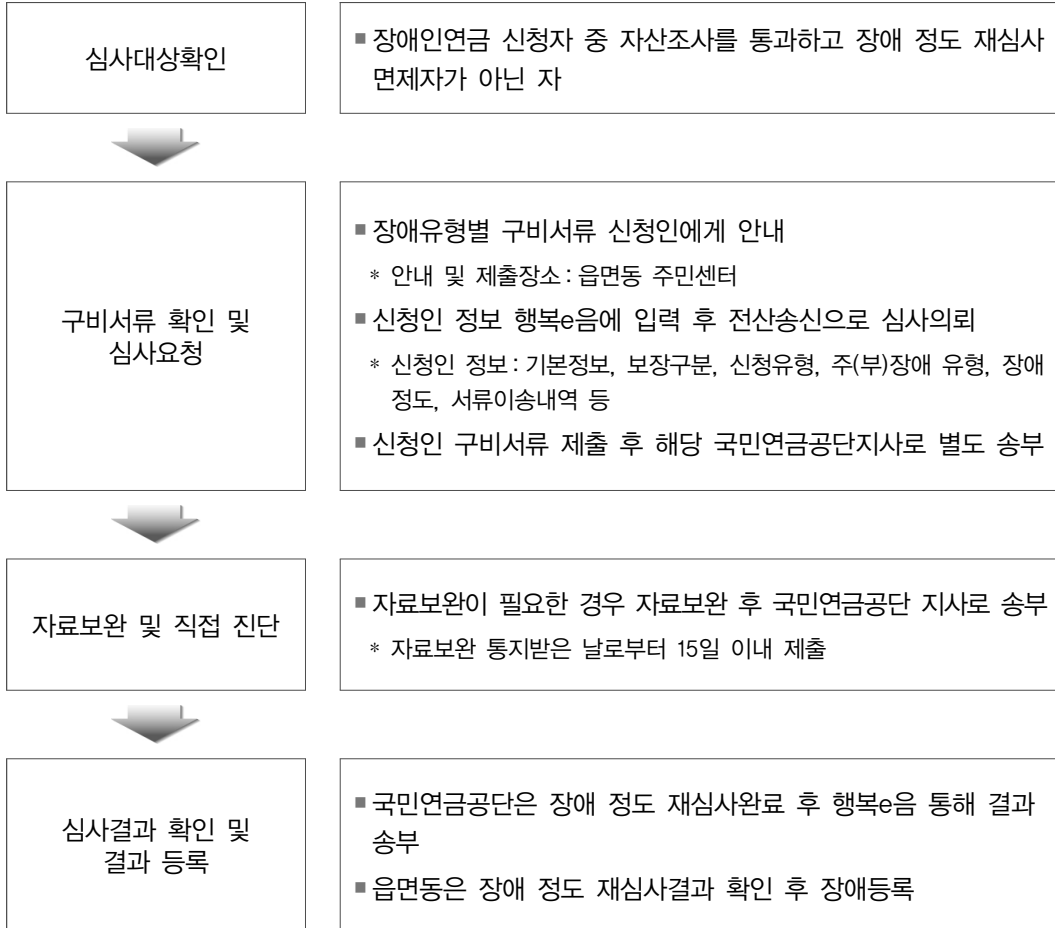 심사대상확인
■ 장애인연금 신청자 중 자산조사를 통과하고 장애 정도 재심사
면제자가 아닌 자
구비서류 확인 및
심사요청
■ 장애유형별 구비서류 신청인에게 안내
* 안내 및 제출장소 : 읍면동 주민센터
■ 신청인 정보 행복e음에 입력 후 전산송신으로 심사의뢰
* 신청인 정보 : 기본정보, 보장구분, 신청유형, 주(부)장애 유형, 장애
정도, 서류이송내역 등
■ 신청인 구비서류 제출 후 해당 국민연금공단지사로 별도 송부
자료보완 및 직접 진단
■ 자료보완이 필요한 경우 자료보완 후 국민연금공단 지사로 송부
* 자료보완 통지받은 날로부터 15일 이내 제출
심사결과 확인 및
결과 등록
■ 국민연금공단은 장애 정도 재심사완료 후 행복e음 통해 결과
송부
■ 읍면동은 장애 정도 재심사결과 확인 후 장애등록